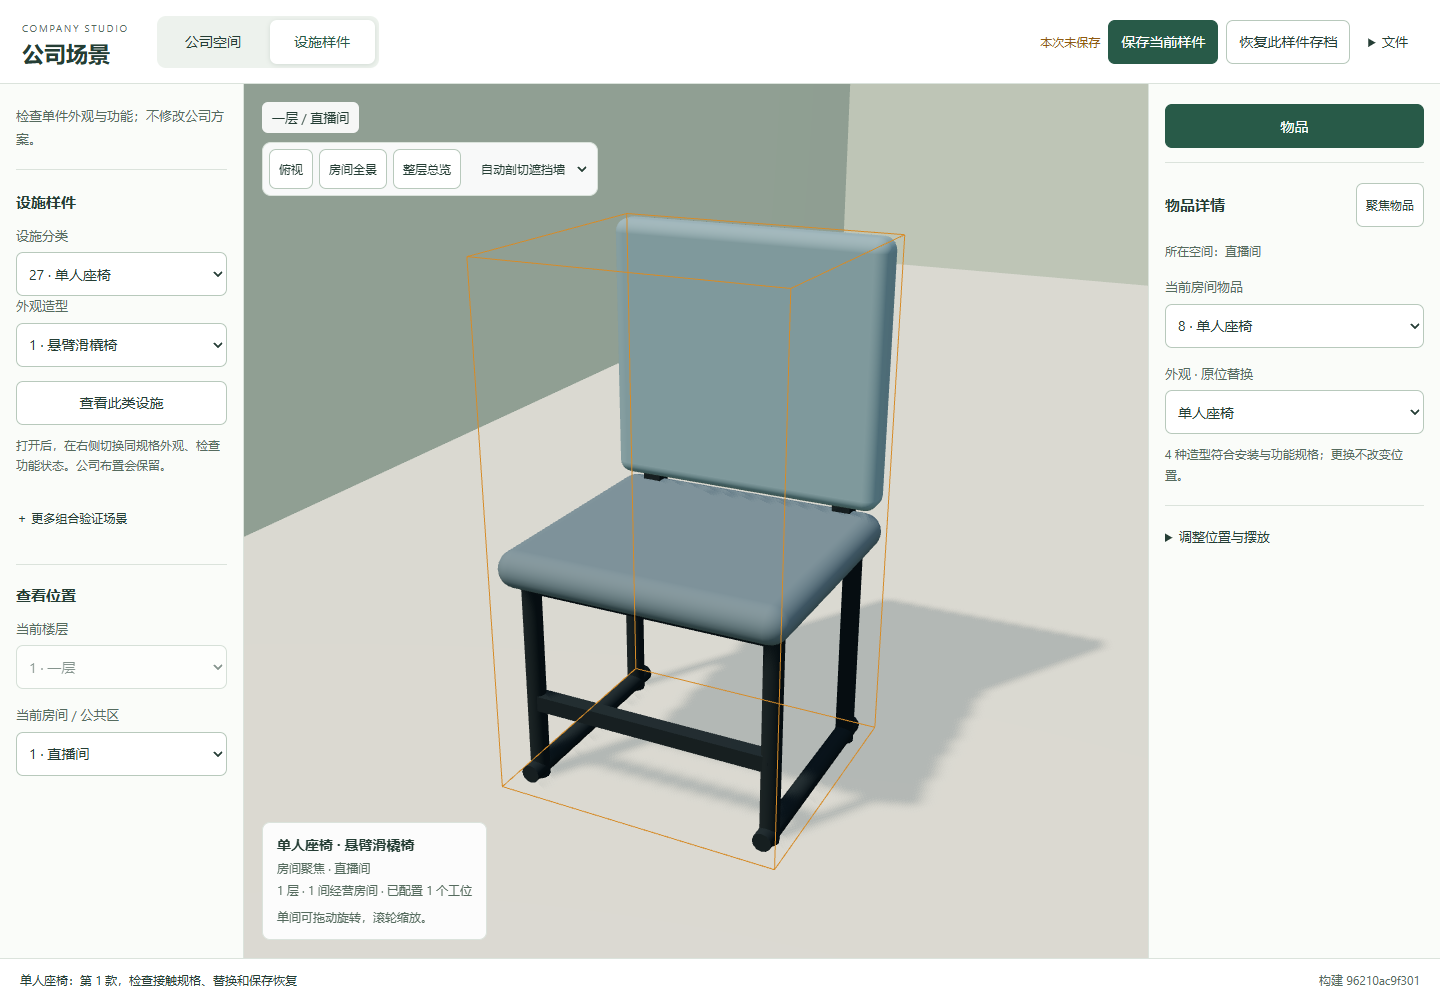 COMPANY STUDIO
公司场景
公司空间
设施样件
本次未保存
保存当前样件
恢复此样件存档
▶ 文件
检查单件外观与功能；不修改公司方
案。
设施样件
设施分类
27 · 单人座椅
外观造型
1 · 悬臂滑橇椅
查看此类设施
打开后，在右侧切换同规格外观、检查
功能状态。公司布置会保留。
+ 更多组合验证场景
查看位置
当前楼层
1 · 一层
当前房间 / 公共区
1 · 直播间
一层 / 直播间
俯视
房间全景
整层总览
自动剖切遮挡墙
单人座椅 · 悬臂滑橇椅
房间聚焦 · 直播间
1 层 · 1 间经营房间 · 已配置 1 个工位
单间可拖动旋转，滚轮缩放。
物品
物品详情
聚焦物品
所在空间：直播间
当前房间物品
8 · 单人座椅
外观 · 原位替换
单人座椅
4 种造型符合安装与功能规格；更换不改变位
置。
▶ 调整位置与摆放
单人座椅：第 1 款，检查接触规格、替换和保存恢复
构建 96210ac9f301